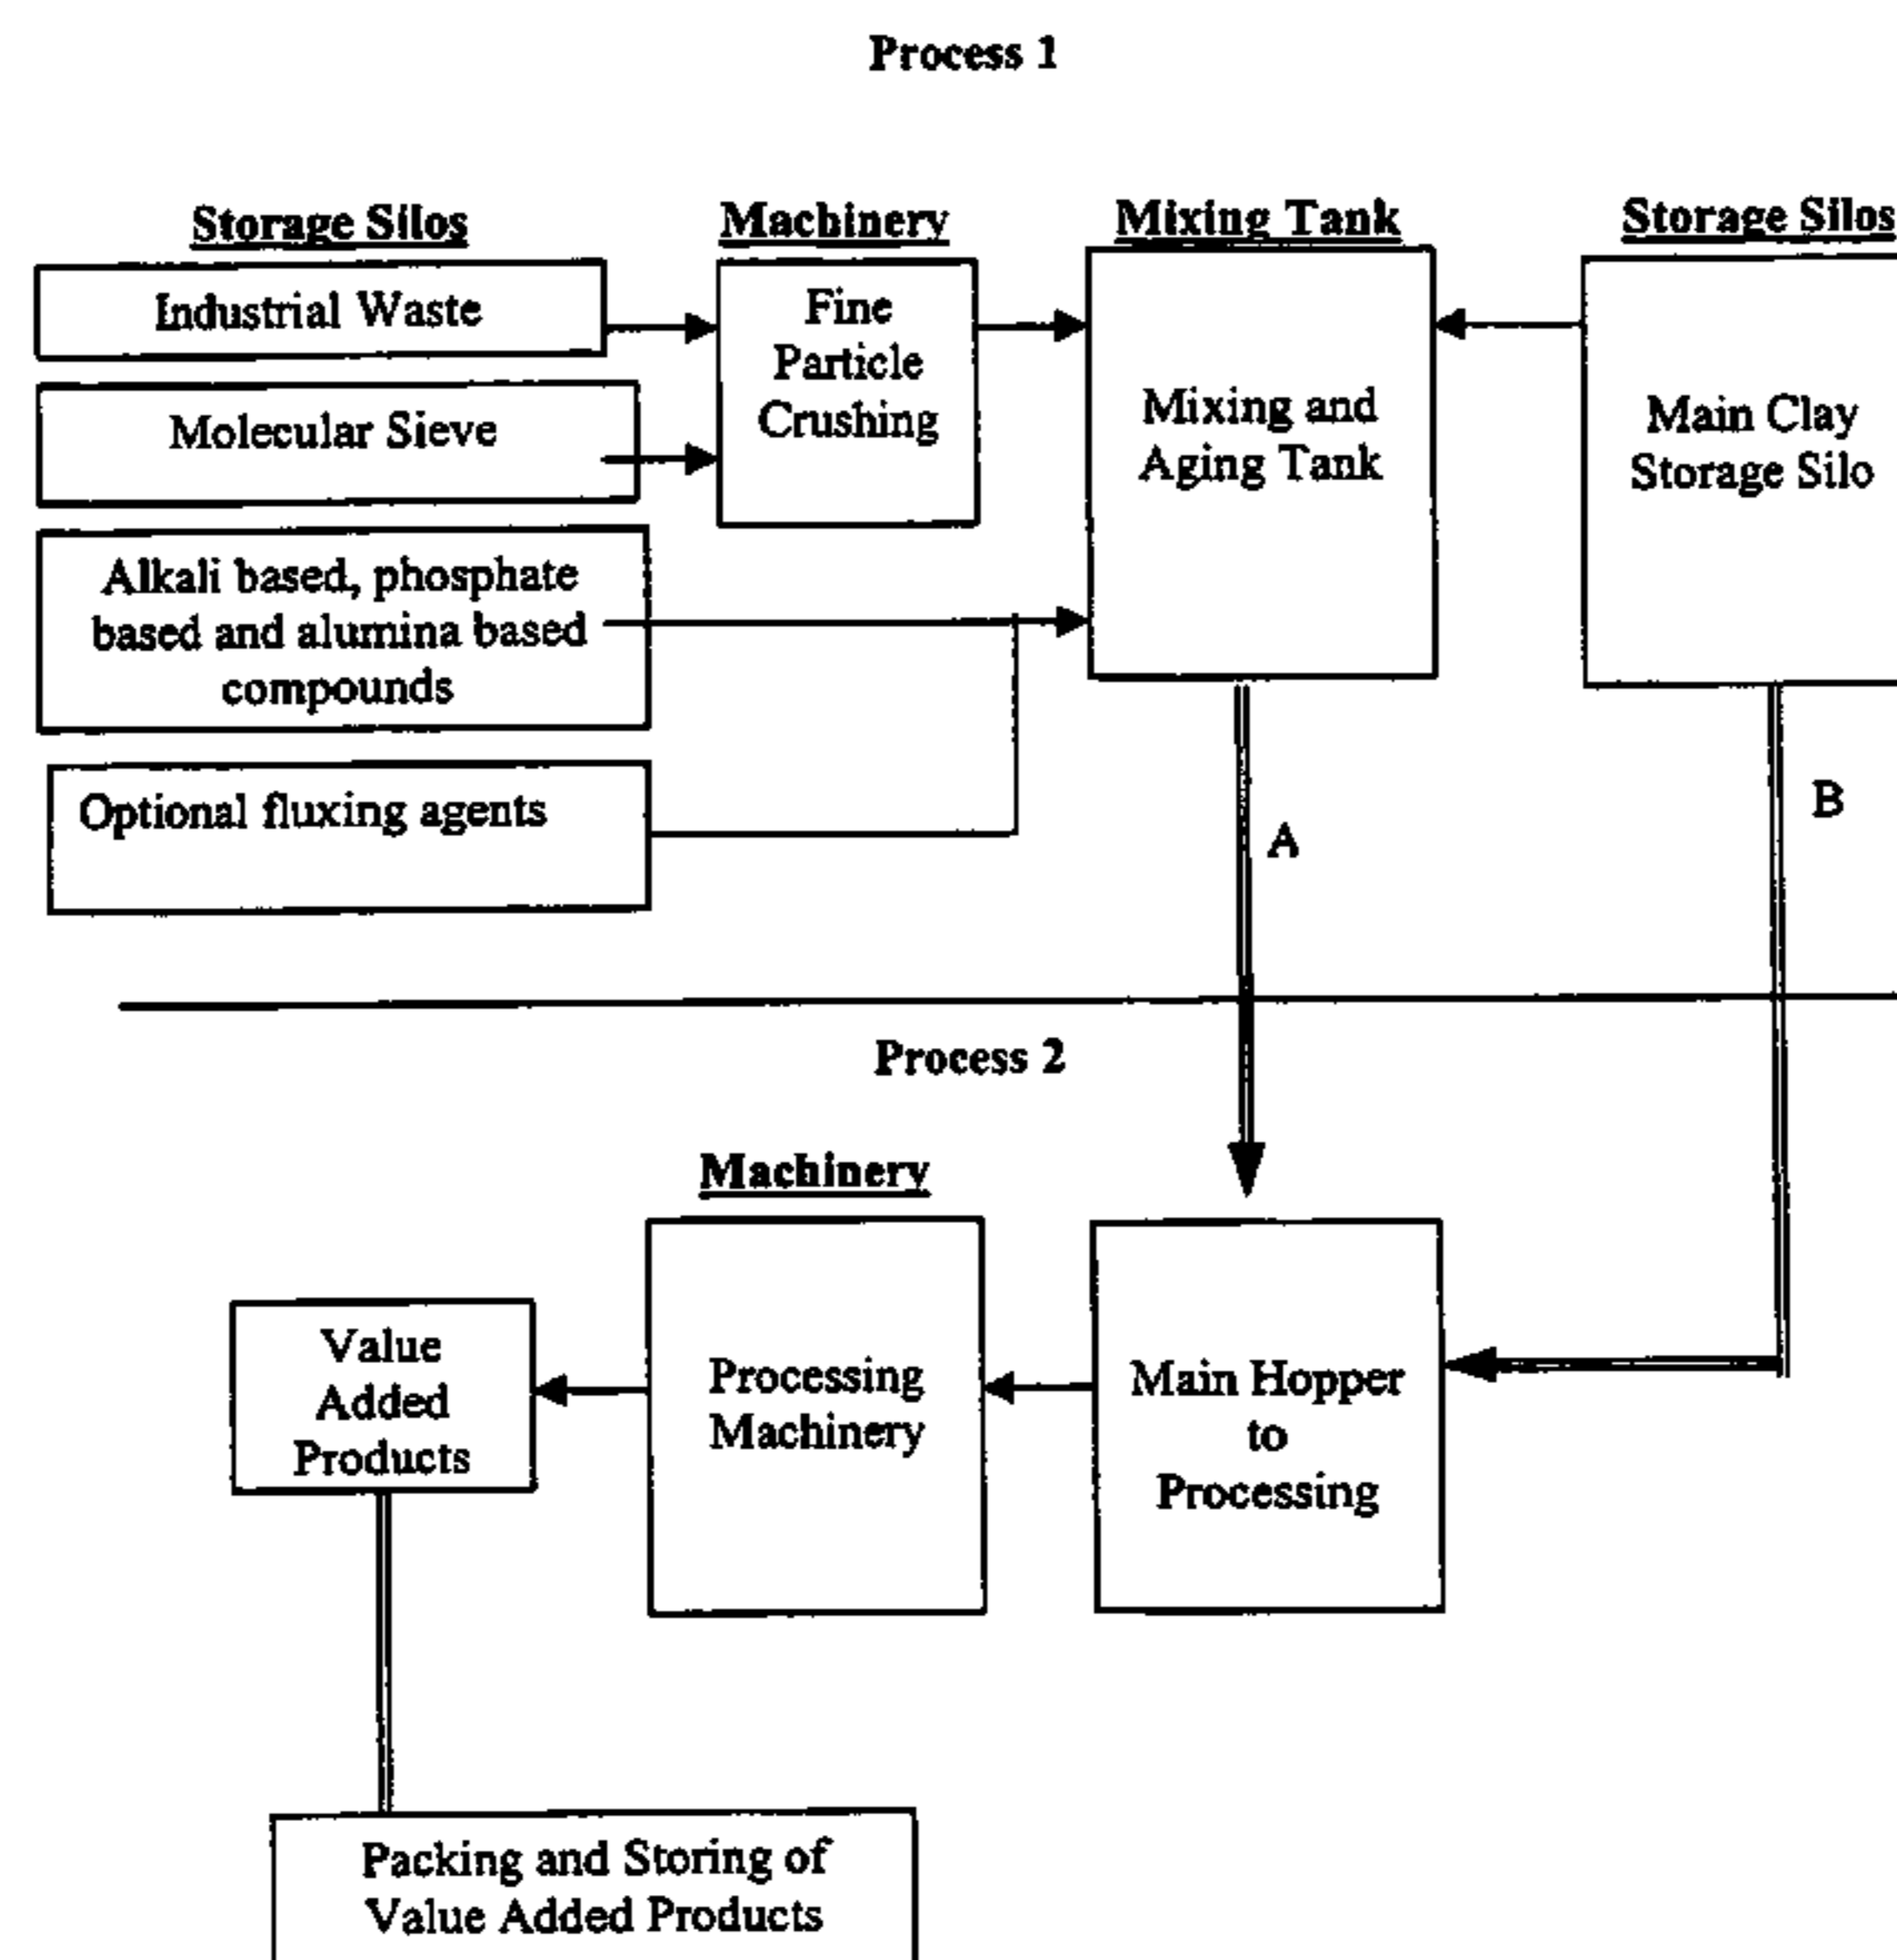 Process 1
Storage Silos
Machinery
Mixing Tank
Storage Silos
Industrial Waste
Molecular Sieve
Alkali based, phosphate
based and alumina based
compounds
Optional fluxing agents
Fine
Particle
Crushing
Mixing and
Aging Tank
Main Clay
Storage Silo
A
B
Process 2
Machinery
Value
Added
Products
Processing
Machinery
Main Hopper
to
Processing
Packing and Storing of
Value Added Products